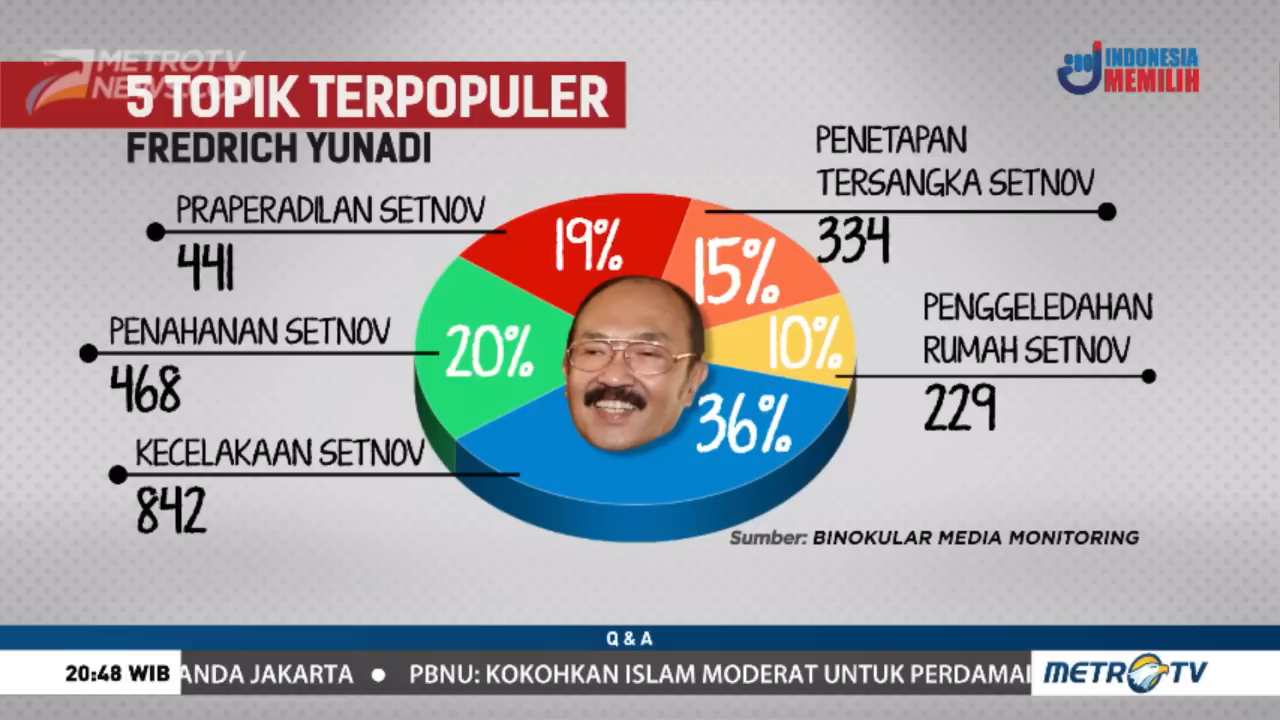 METROTV
NEWS.COM
5 TOPIK TERPOPULER
FREDRICH YUNADI
INDONESIA
MEMILIH
PRAPERADILAN SETNOV
441
PENAHANAN SETNOV
468
KECELAKAAN SETNOV
842
19%
15%
20%
10%
36%
PENETAPAN
TERSANGKA SETNOV
334
PENGGELEDAHAN
RUMAH SETNOV
229
Sumber: BINOKULAR MEDIA MONITORING
Q & A
20:48 WIB ANDA JAKARTA ● PBNU: KOKOHKAN ISLAM MODERAT UNTUK PERDAMAI
METRO TV